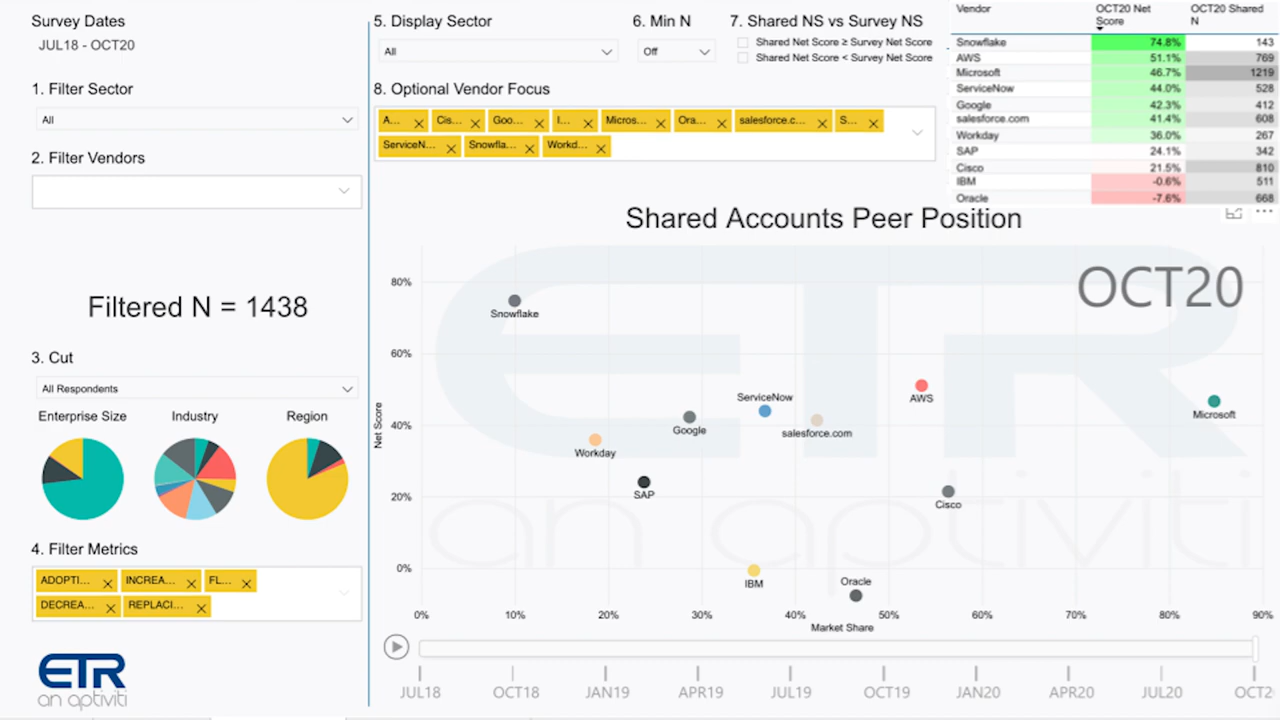 Survey Dates
JUL18 - OCT20
1. Filter Sector
All
2. Filter Vendors
Filtered N = 1438
3. Cut
All Respondents
Enterprise Size
Industry
Region
4. Filter Metrics
ADOPTI...
INCREA...
FL...
DECREA...
REPLACI...
ETR
an aptiviti
5. Display Sector
All
6. Min N
Off
7. Shared NS vs Survey NS
Shared Net Score ≥ Survey Net Score
Shared Net Score < Survey Net Score
8. Optional Vendor Focus
A...
Cis...
Goo...
I...
Micros...
Ora...
salesforce.c...
S...
ServiceN...
Snowfla...
Workd...
Vendor OCT20 Net Score OCT20 Shared N
Snowflake 74.8% 143
AWS 51.1% 769
Microsoft 46.7% 1219
ServiceNow 44.0% 528
Google 42.3% 412
salesforce.com 41.4% 608
Workday 36.0% 267
SAP 24.1% 342
Cisco 21.5% 810
IBM -0.6% 511
Oracle -7.6% 668
Shared Accounts Peer Position
ETR
an aptiviti
OCT20
Net Score
80%
60%
40%
20%
0%
Snowflake
ServiceNow
AWS
Microsoft
Google
salesforce.com
Workday
SAP
Cisco
IBM
Oracle
0% 10% 20% 30% 40% 50% 60% 70% 80% 90%
Market Share
JUL18 OCT18 JAN19 APR19 JUL19 OCT19 JAN20 APR20 JUL20 OCT2